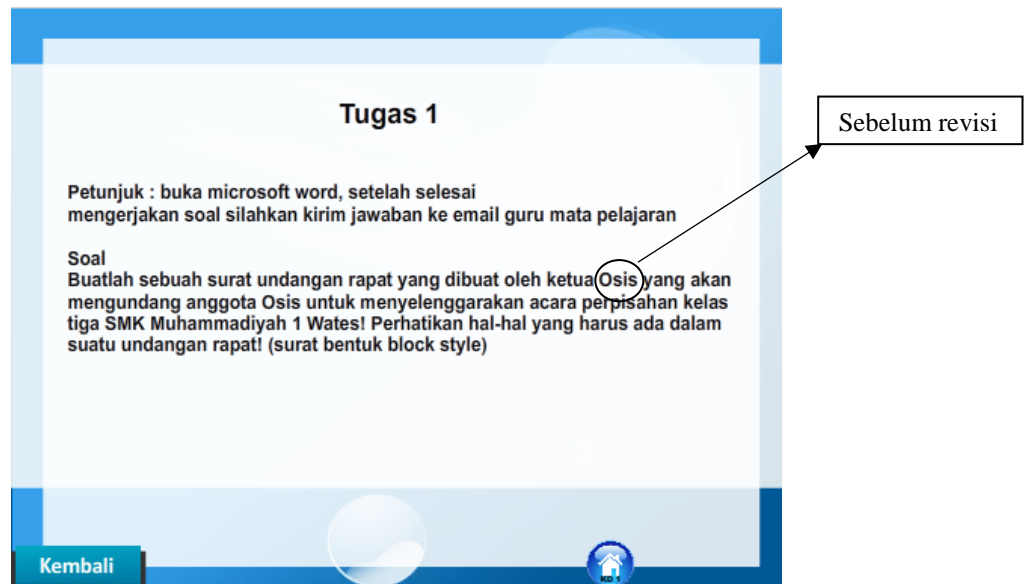 Tugas 1
Sebelum revisi
Petunjuk : buka microsoft word, setelah selesai
mengerjakan soal silahkan kirim jawaban ke email guru mata pelajaran
Soal
Buatlah sebuah surat undangan rapat yang dibuat oleh ketua Osis yang akan
mengundang anggota Osis untuk menyelenggarakan acara perpisahan kelas
tiga SMK Muhammadiyah 1 Wates! Perhatikan hal-hal yang harus ada dalam
suatu undangan rapat! (surat bentuk block style)
Kembali
KD 1